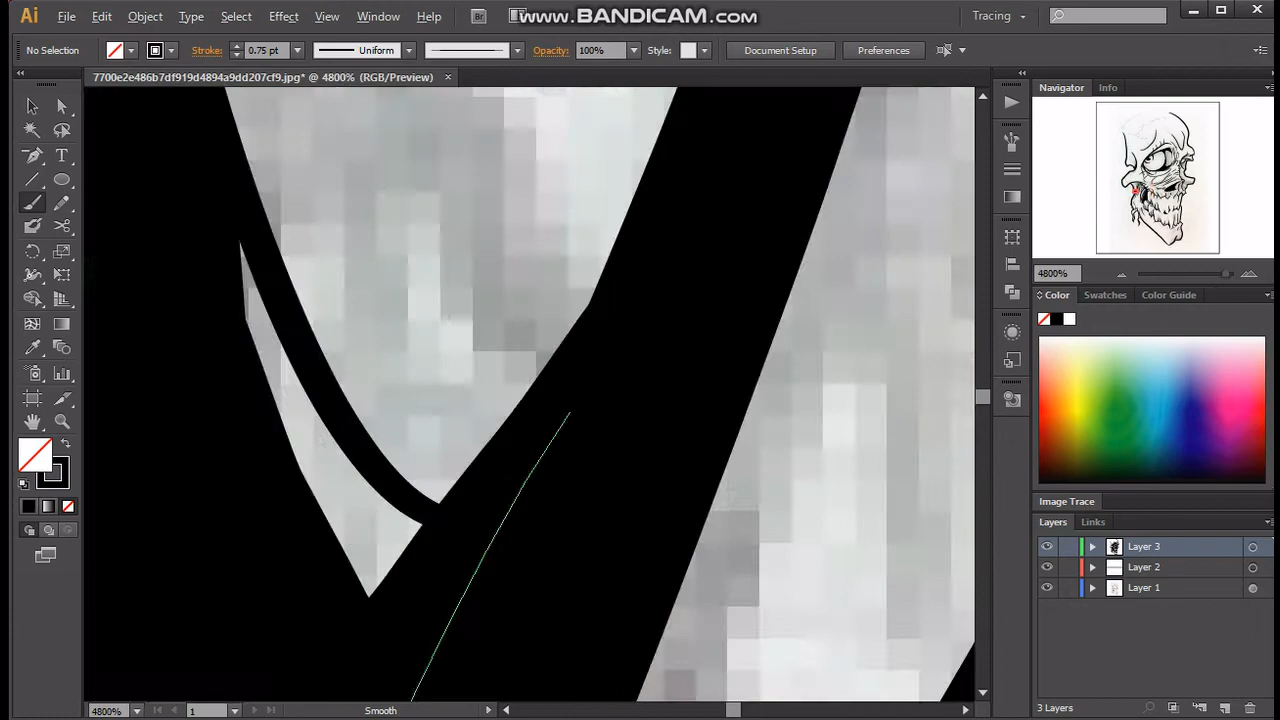 Ai File Edit Object Type Select Effect View Window Help Br www.BANDICAM.com Tracing
No Selection Stroke: 0.75 pt Uniform Opacity: 100% Style: Document Setup Preferences
7700e2e486b7df919d4894a9dd207cf9.jpg* @ 4800% (RGB/Preview)
Navigator Info
4800%
Color Swatches Color Guide
Image Trace
Layers Links
Layer 3
Layer 2
Layer 1
3 Layers
4800% 1 Smooth